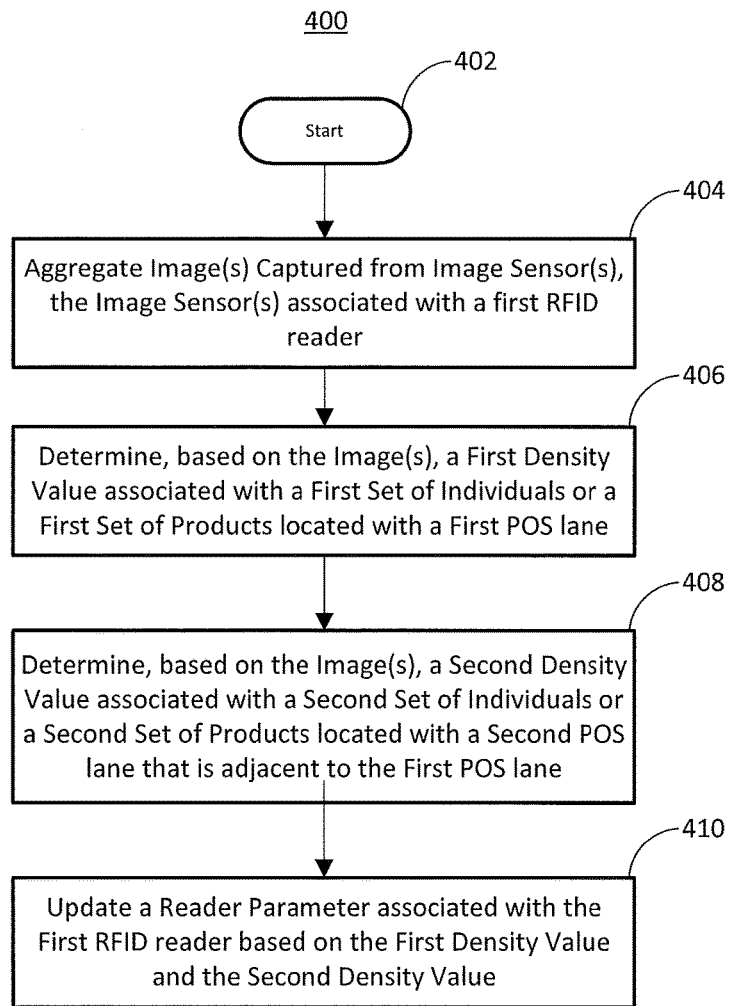 400
402
Start
404
Aggregate Image(s) Captured from Image Sensor(s),
the Image Sensor(s) associated with a first RFID
reader
406
Determine, based on the Image(s), a First Density
Value associated with a First Set of Individuals or a
First Set of Products located with a First POS lane
408
Determine, based on the Image(s), a Second Density
Value associated with a Second Set of Individuals or
a Second Set of Products located with a Second POS
lane that is adjacent to the First POS lane
410
Update a Reader Parameter associated with the
First RFID reader based on the First Density Value
and the Second Density Value